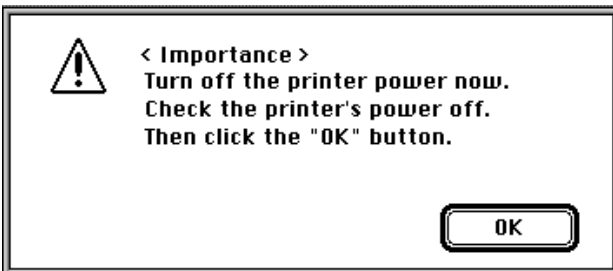 < Importance >
Turn off the printer power now.
Check the printer's power off.
Then click the "OK" button.
OK